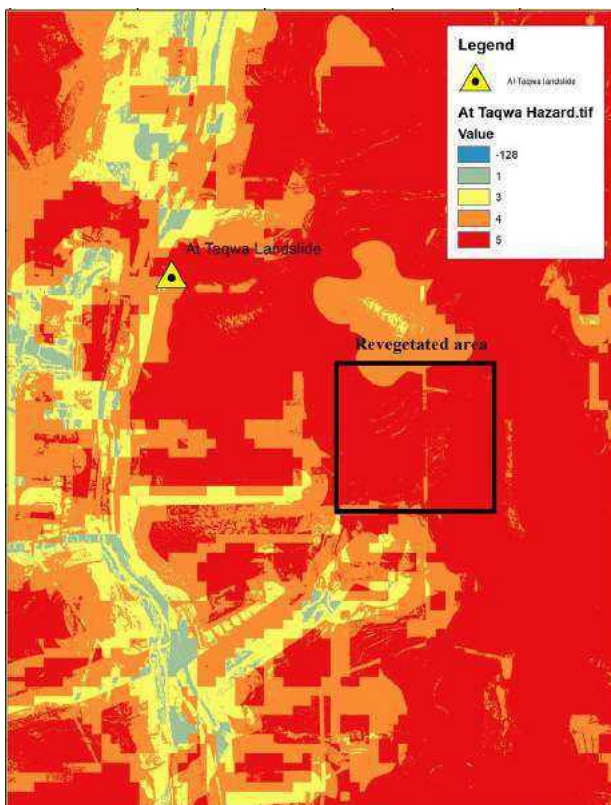 Legend
At Taqwa landslide
At Taqwa Hazard.tif
Value
-128
1
3
4
5
At Taqwa Landslide
Revegetated area